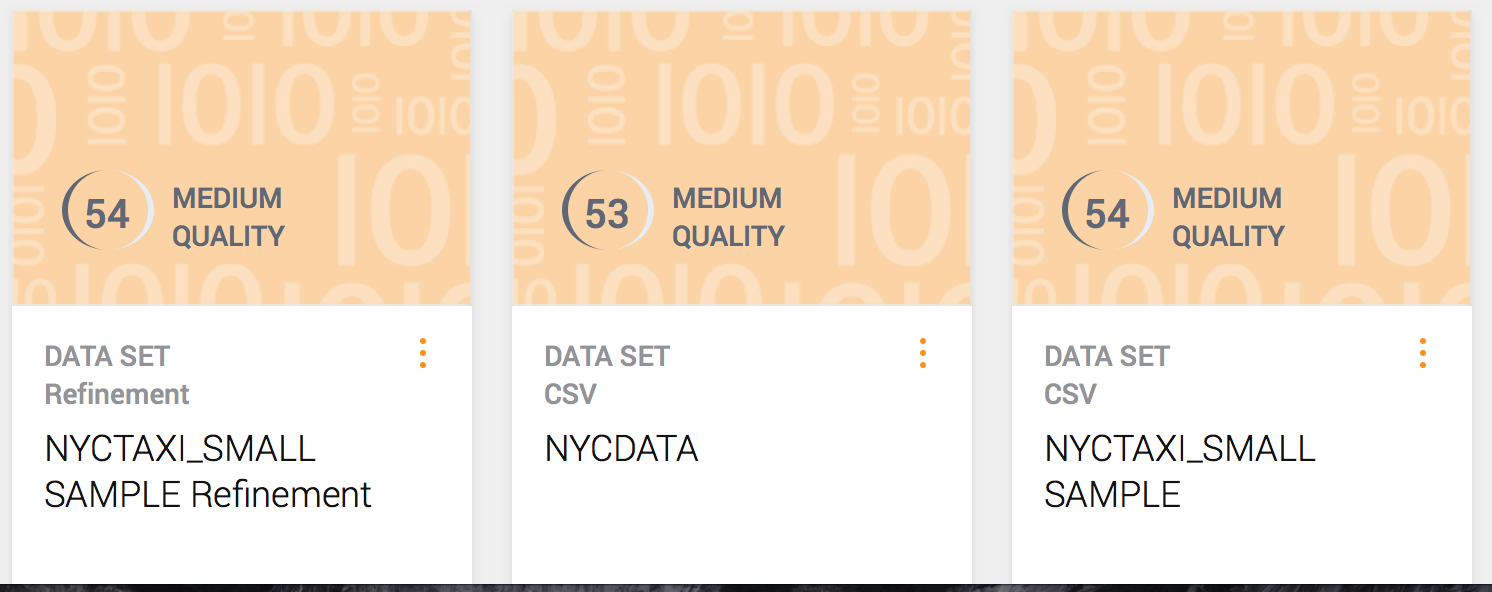 54
MEDIUM
QUALITY
DATA SET
Refinement
NYCTAXI_SMALL
SAMPLE Refinement
53
MEDIUM
QUALITY
DATA SET
CSV
NYCDATA
54
MEDIUM
QUALITY
DATA SET
CSV
NYCTAXI_SMALL
SAMPLE